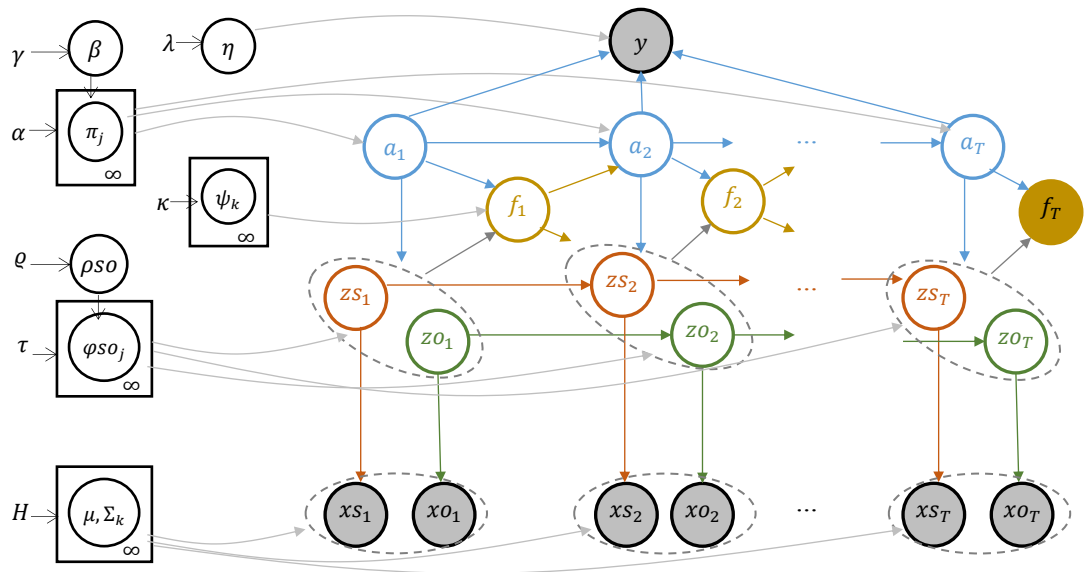 γ β λ η y
α π_j ∞ a_1 a_2 ... a_T
κ ψ_k ∞ f_1 f_2 f_T
ϱ ρso
zs_1 zs_2 ... zs_T
τ φso_j ∞ zo_1 zo_2 zo_T
H μ, Σ_k ∞ xs_1 xo_1 xs_2 xo_2 ... xs_T xo_T